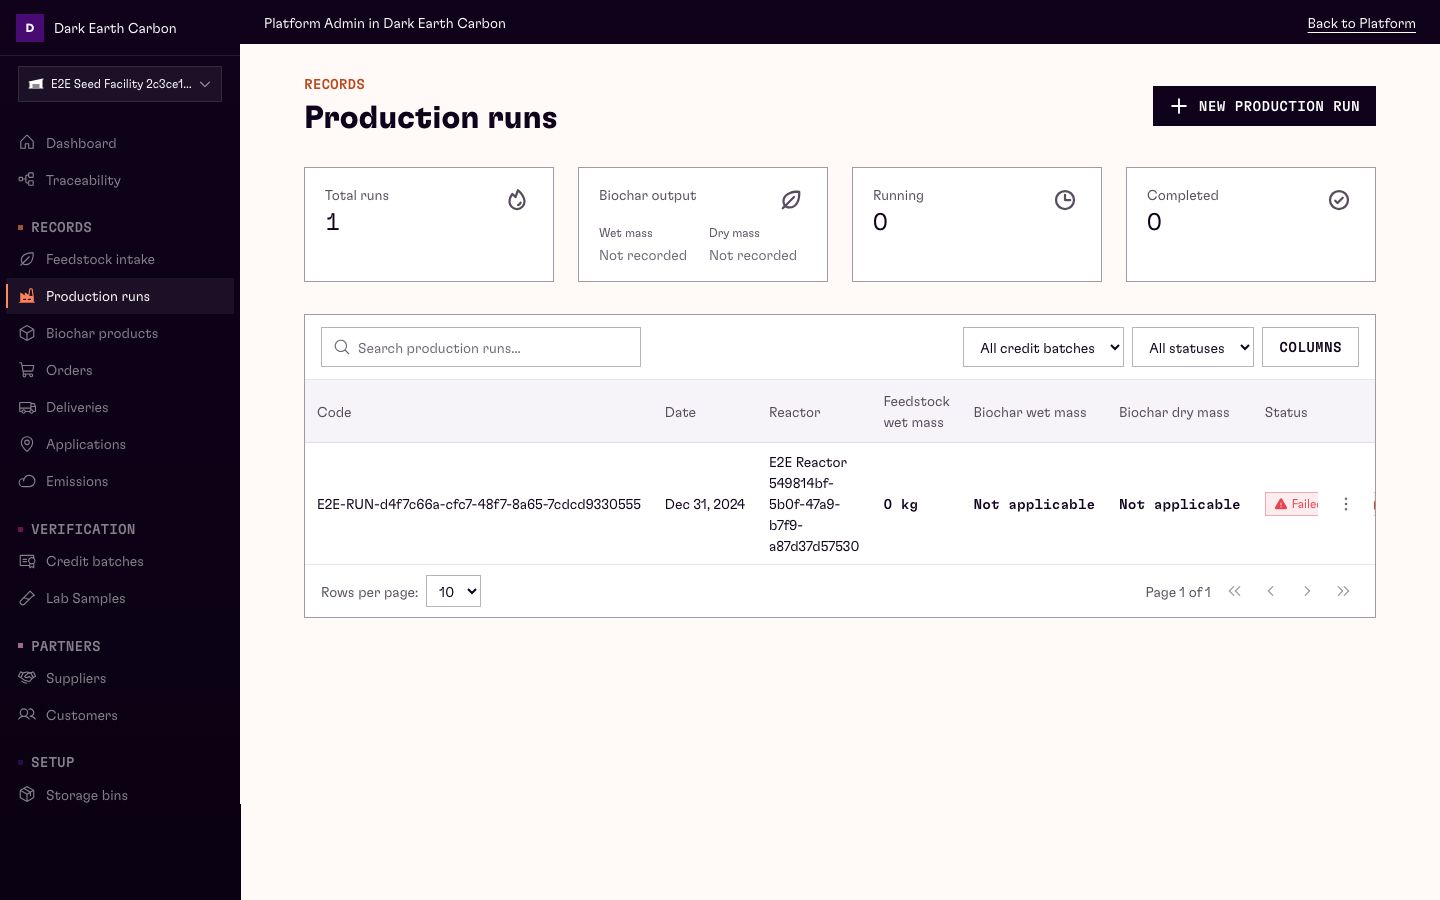 D Dark Earth Carbon
Platform Admin in Dark Earth Carbon
Back to Platform
E2E Seed Facility 2c3ce1...
Dashboard
Traceability
RECORDS
Feedstock intake
Production runs
Biochar products
Orders
Deliveries
Applications
Emissions
VERIFICATION
Credit batches
Lab Samples
PARTNERS
Suppliers
Customers
SETUP
Storage bins
RECORDS
Production runs
NEW PRODUCTION RUN
Total runs
1
Biochar output
Wet mass
Dry mass
Not recorded
Not recorded
Running
0
Completed
0
Search production runs...
All credit batches
All statuses
COLUMNS
Code
Date
Reactor
Feedstock
wet mass
Biochar wet mass
Biochar dry mass
Status
E2E-RUN-d4f7c66a-cfc7-48f7-8a65-7cdcd9330555
Dec 31, 2024
E2E Reactor
549814bf-
5b0f-47a9-
b7f9-
a87d37d57530
0 kg
Not applicable
Not applicable
Failed
Rows per page:
10
Page 1 of 1